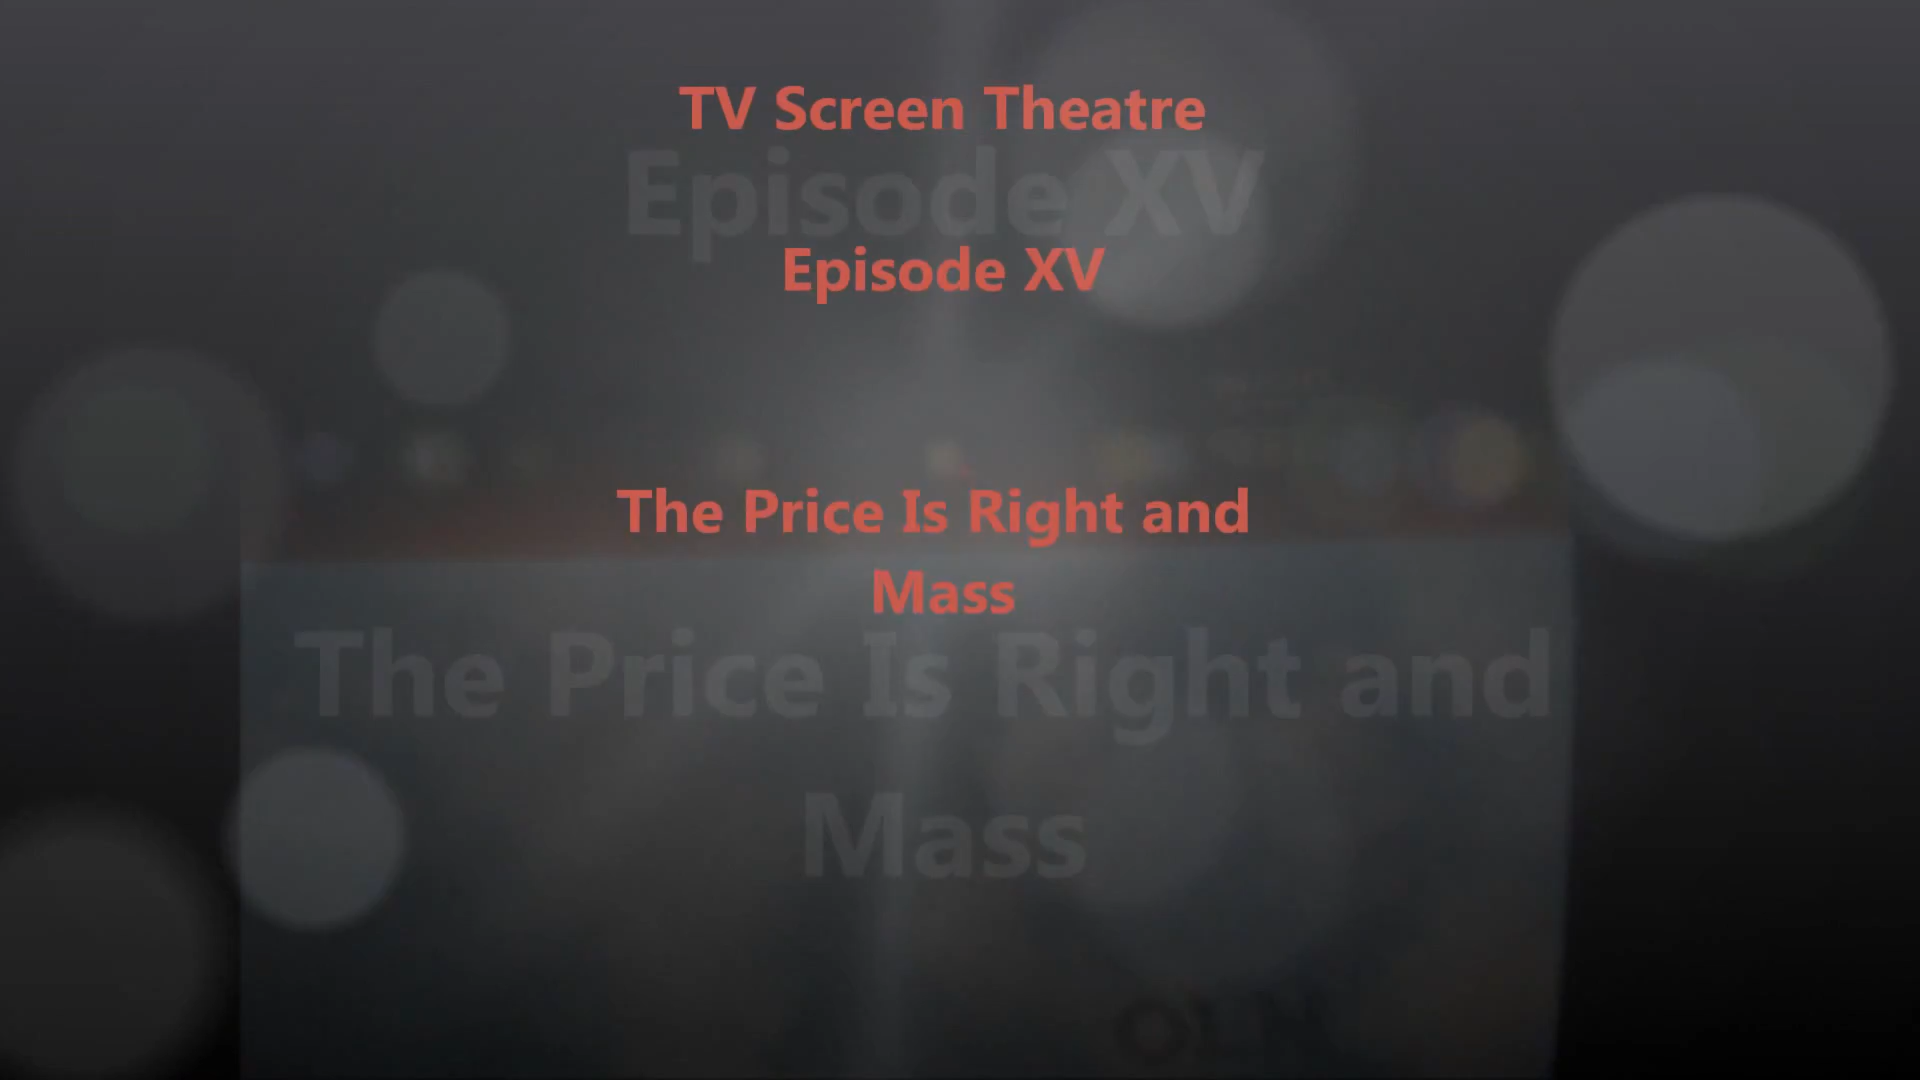 TV Screen Theatre
Episode XV
Episode XV
The Price Is Right and
Mass
The Price Is Right and
Mass